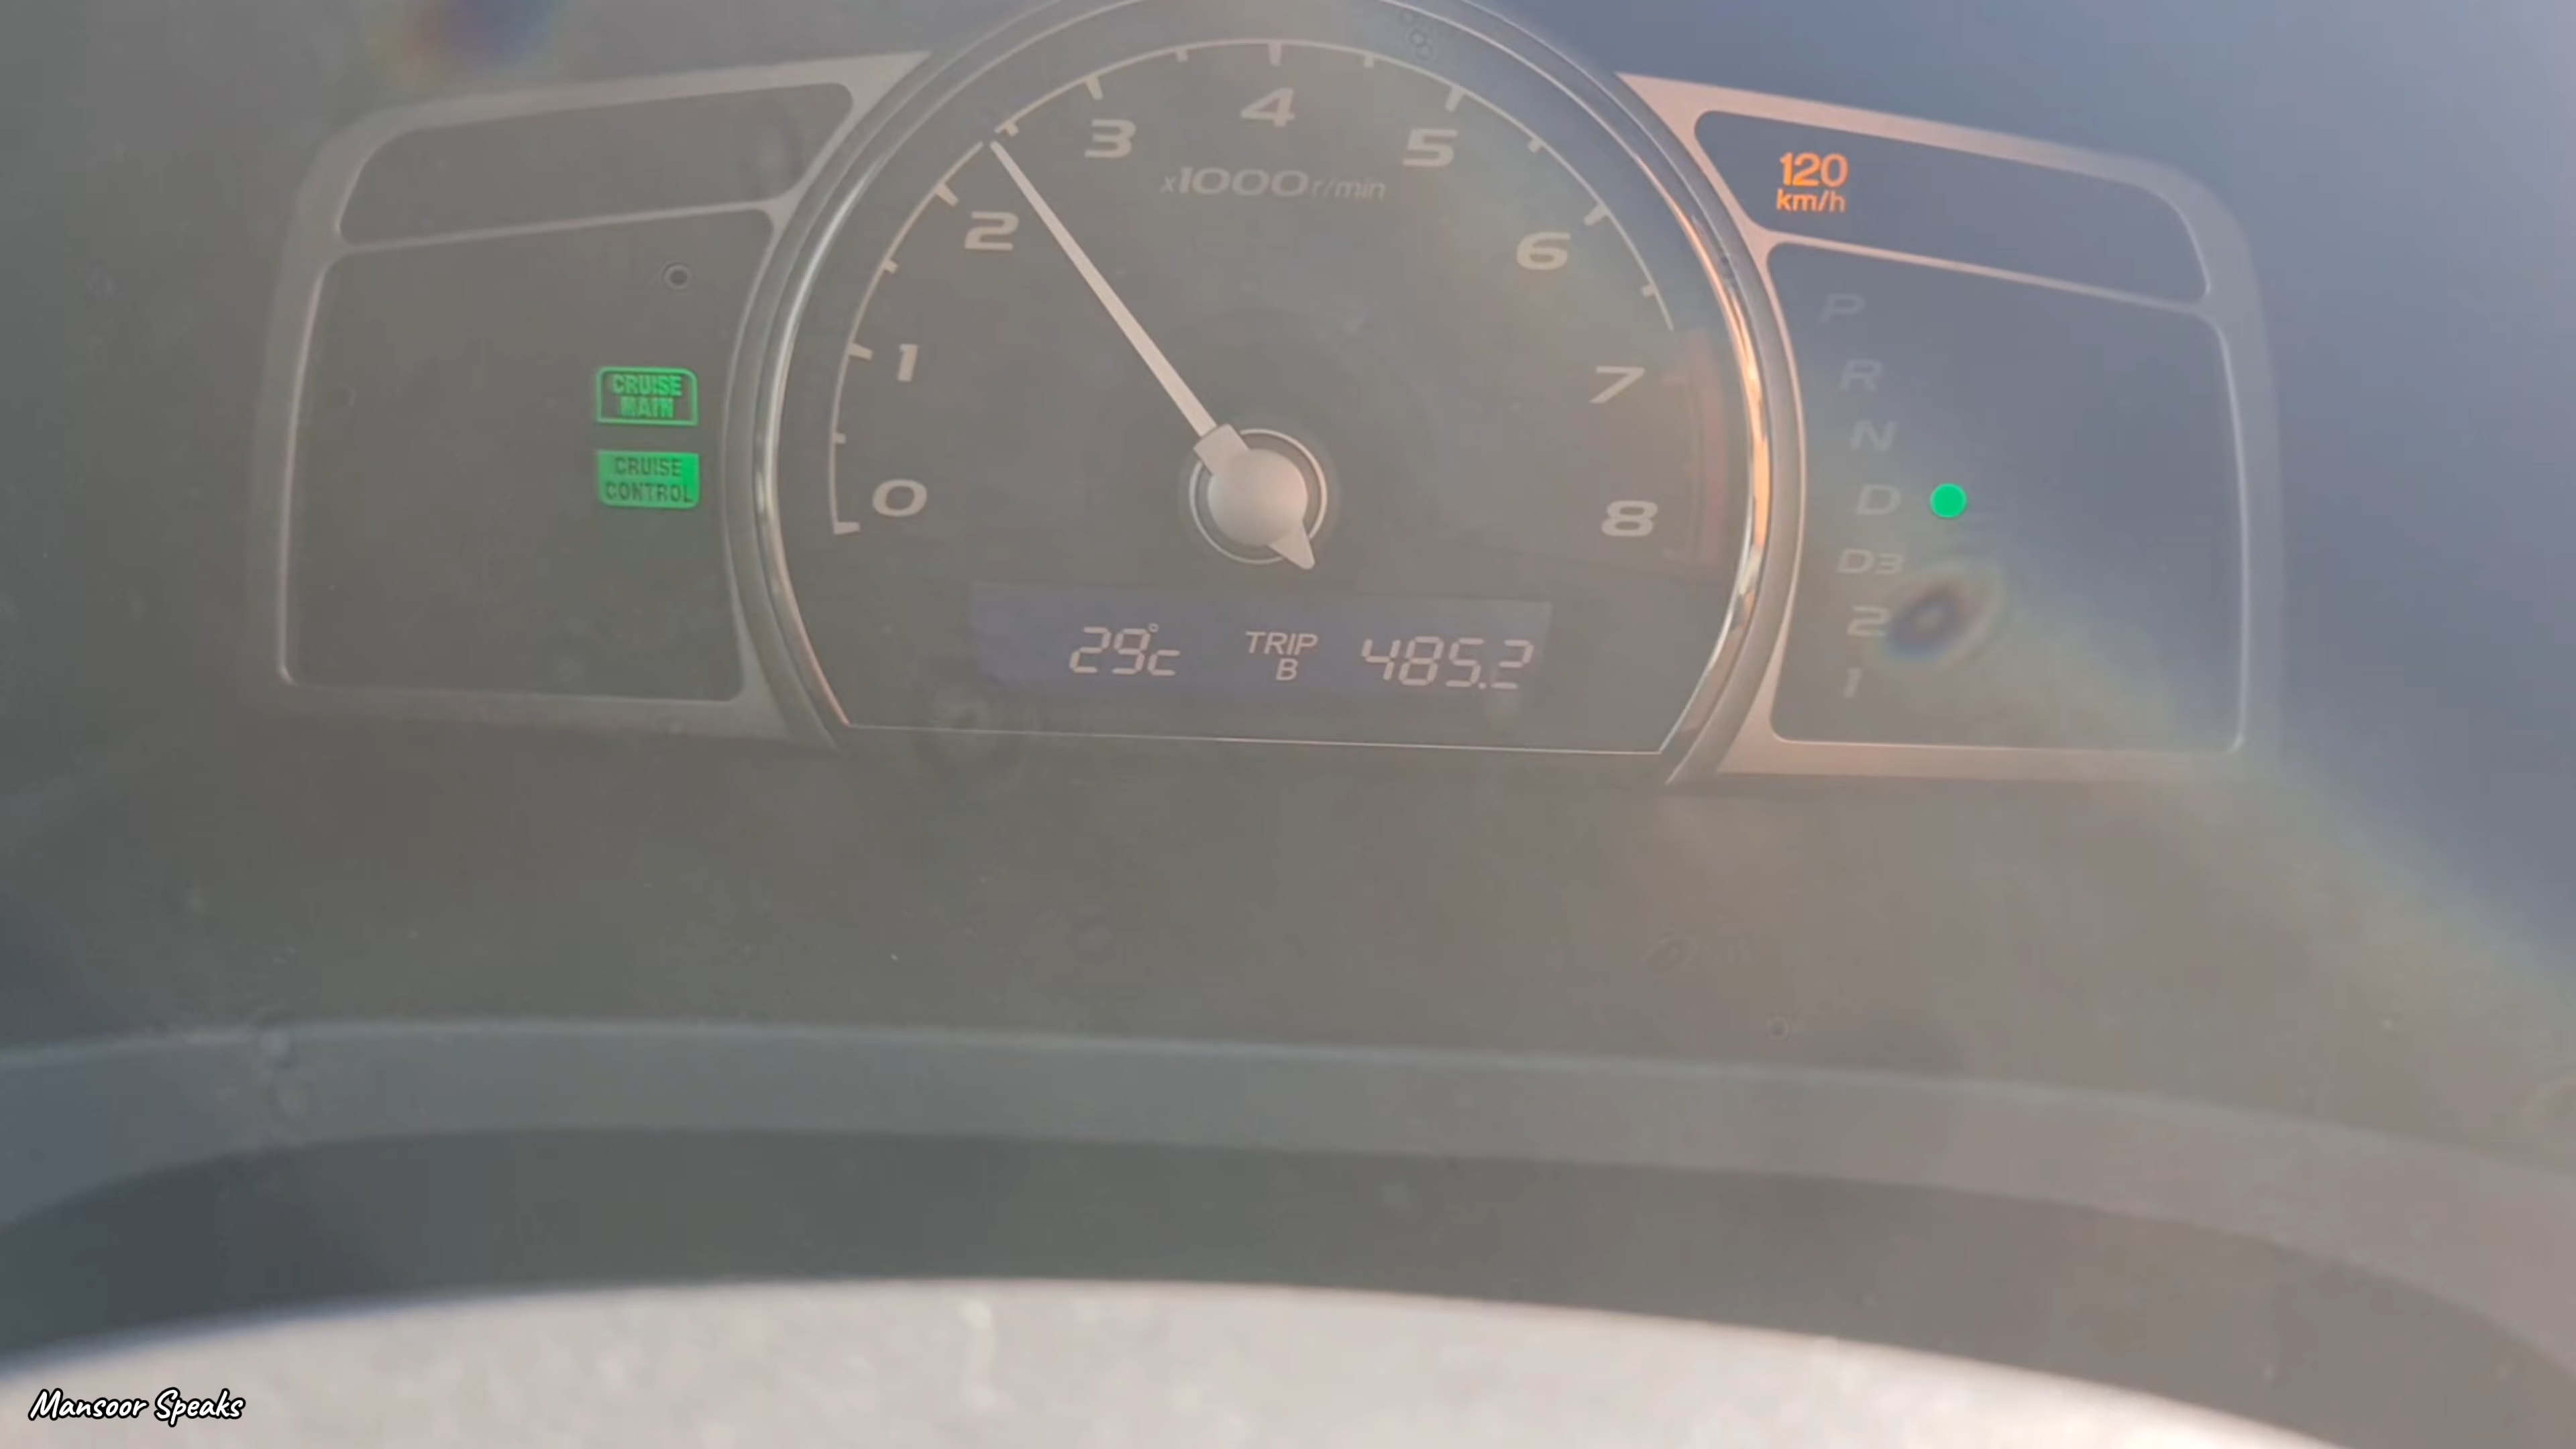 0
1
2
3
4
5
6
7
8
x1000r/min
120
km/h
CRUISE
MAIN
CRUISE
CONTROL
P
R
N
D
D3
2
1
29°c
TRIP
B
485.2
Mansoor Speaks